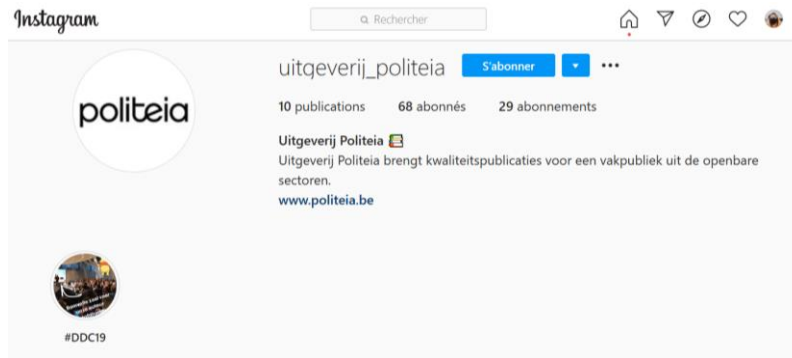 Instagram
Rechercher
politeia
uitgeverij_politeia
S'abonner
10 publications 68 abonnés 29 abonnements
Uitgeverij Politeia
Uitgeverij Politeia brengt kwaliteitspublicaties voor een vakpubliek uit de openbare
sectoren.
www.politeia.be
#DDC19